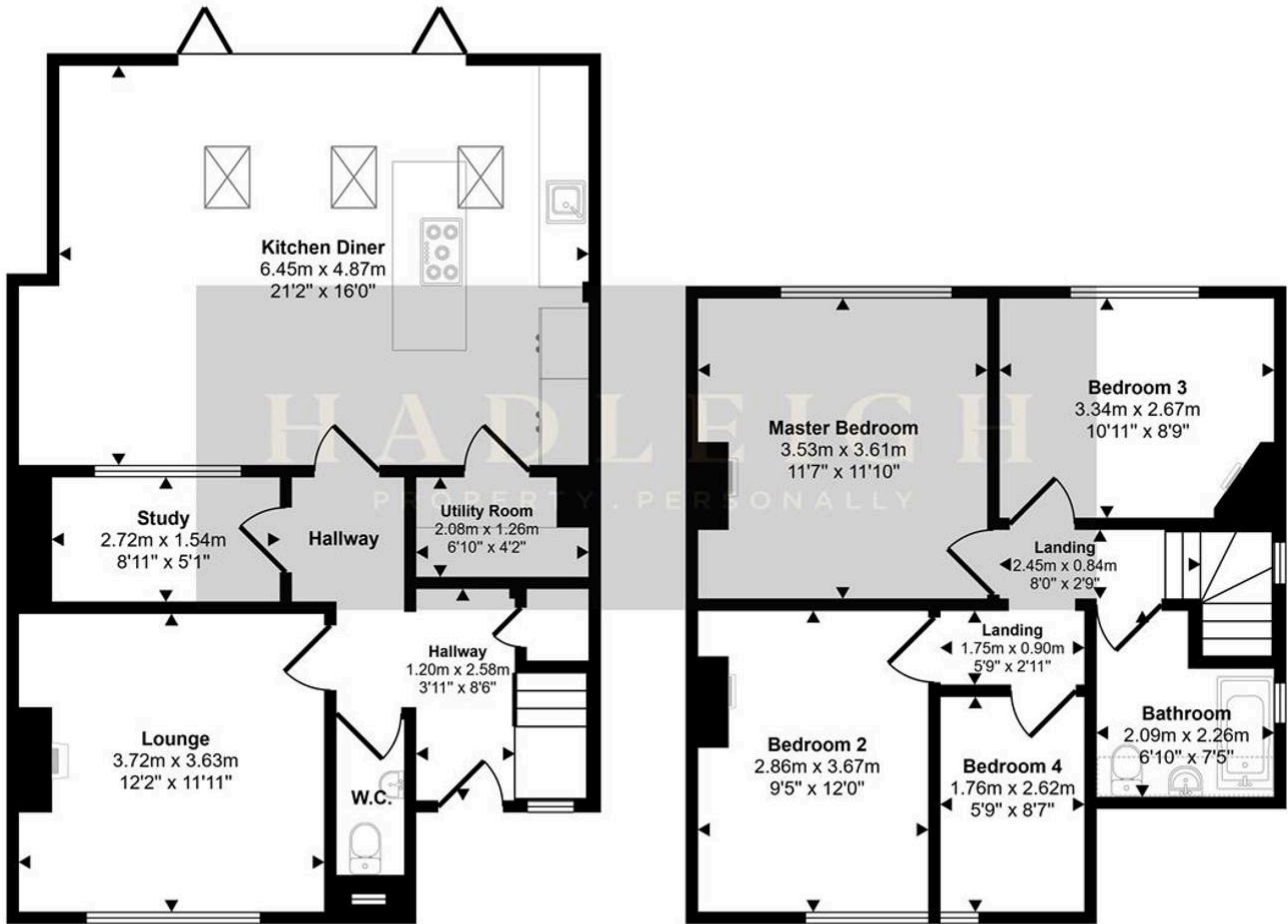 Kitchen Diner
6.45m x 4.87m
21'2" x 16'0"
HADLEIGH
PROPERTY. PERSONALLY
Study
2.72m x 1.54m
8'11" x 5'1"
Hallway
Utility Room
2.08m x 1.26m
6'10" x 4'2"
Hallway
1.20m x 2.58m
3'11" x 8'6"
Lounge
3.72m x 3.63m
12'2" x 11'11"
W.C.
Master Bedroom
3.53m x 3.61m
11'7" x 11'10"
Bedroom 3
3.34m x 2.67m
10'11" x 8'9"
Landing
2.45m x 0.84m
8'0" x 2'9"
Landing
1.75m x 0.90m
5'9" x 2'11"
Bedroom 2
2.86m x 3.67m
9'5" x 12'0"
Bedroom 4
1.76m x 2.62m
5'9" x 8'7"
Bathroom
2.09m x 2.26m
6'10" x 7'5"